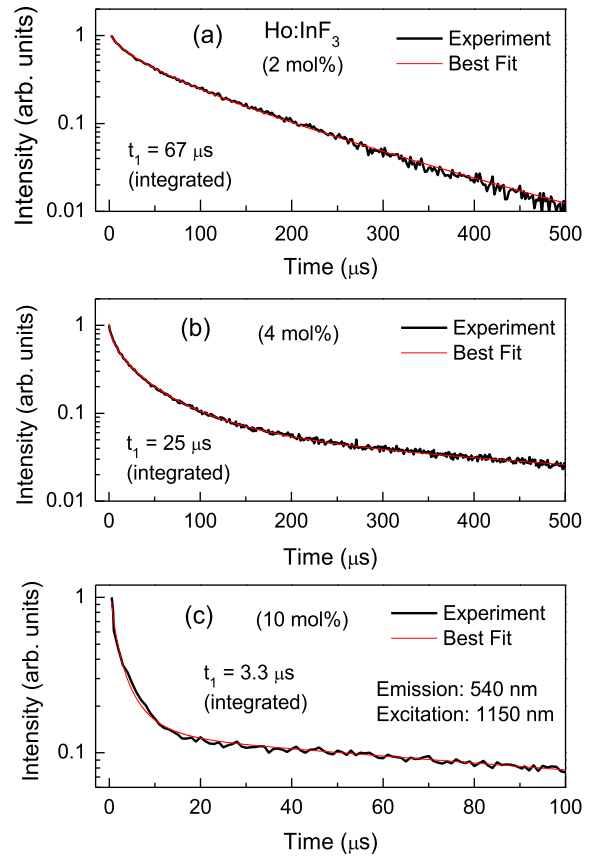 (a) Ho:InF₃
(2 mol%)
Experiment
Best Fit
t₁ = 67 μs
(integrated)
1
0.1
0.01
Intensity (arb. units)
0 100 200 300 400 500
Time (μs)
(b) (4 mol%)
Experiment
Best Fit
t₁ = 25 μs
(integrated)
1
0.1
0.01
Intensity (arb. units)
0 100 200 300 400 500
Time (μs)
(c) (10 mol%)
Experiment
Best Fit
t₁ = 3.3 μs
(integrated)
Emission: 540 nm
Excitation: 1150 nm
1
0.1
Intensity (arb. units)
0 20 40 60 80 100
Time (μs)